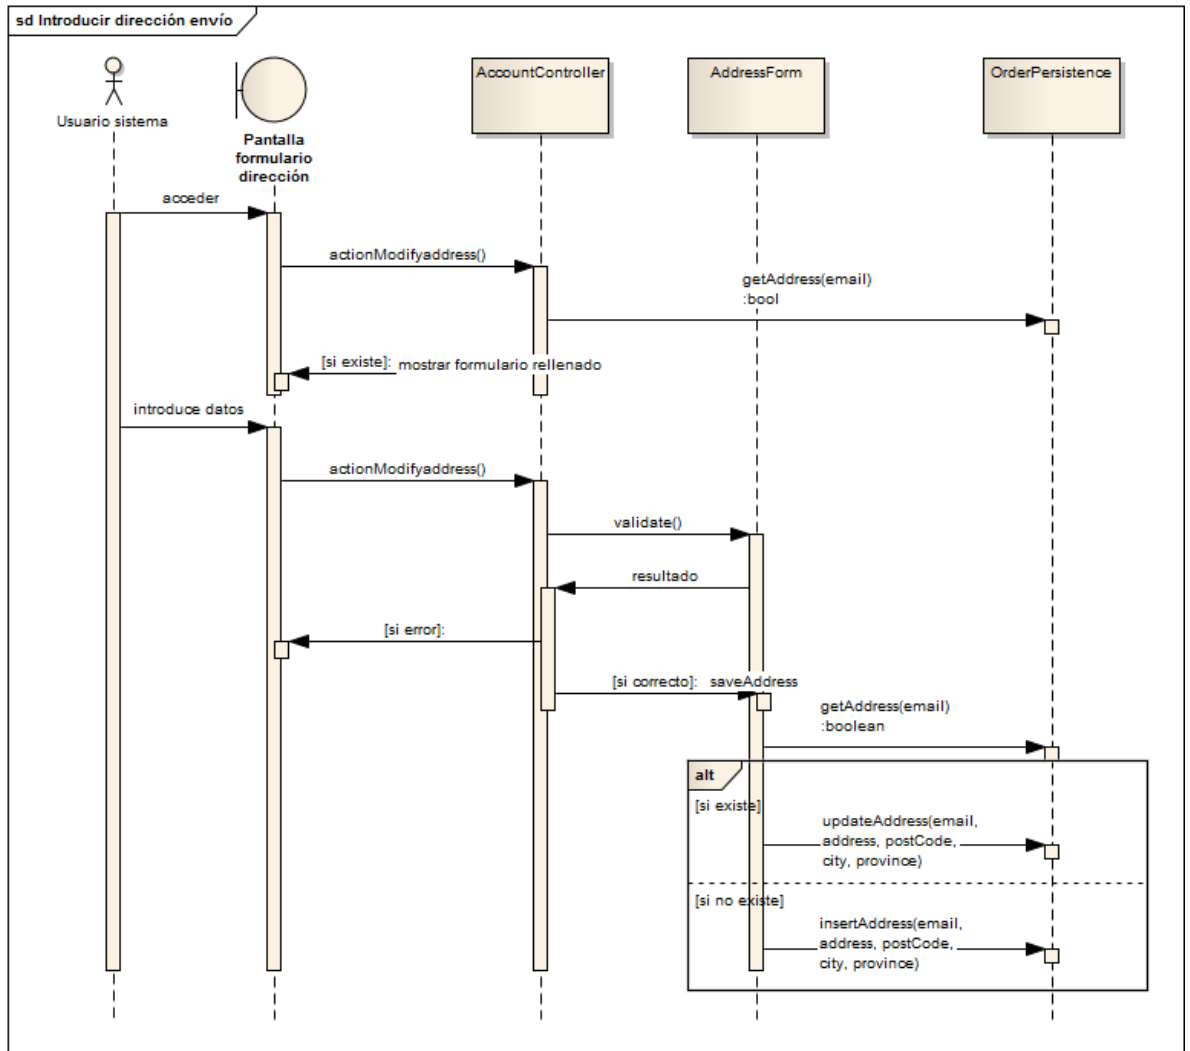 sd Introducir dirección envío
Usuario sistema
Pantalla
formulario
dirección
AccountController
AddressForm
OrderPersistence
acceder
actionModifyaddress()
getAddress(email)
:bool
[si existe]: mostrar formulario rellenado
introduce datos
actionModifyaddress()
validate()
resultado
[si error]:
[si correcto]: saveAddress
getAddress(email)
:boolean
alt
[si existe]
updateAddress(email,
address, postCode,
city, province)
[si no existe]
insertAddress(email,
address, postCode,
city, province)